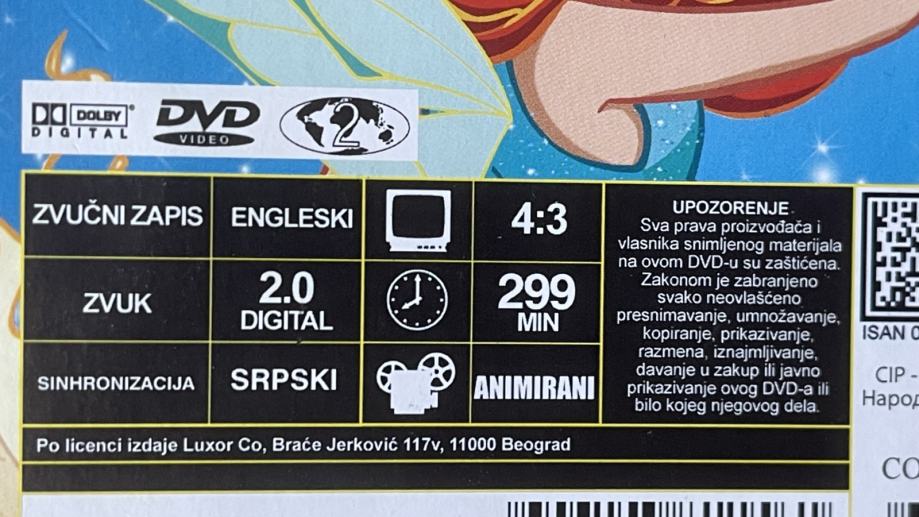 DOLBY
DIGITAL
DVD
VIDEO
2
ZVUČNI ZAPIS
ENGLESKI
4:3
ZVUK
2.0
DIGITAL
299
MIN
SINHRONIZACIJA
SRPSKI
ANIMIRANI
UPOZORENJE
Sva prava proizvođača i
vlasnika snimljenog materijala
na ovom DVD-u su zaštićena.
Zakonom je zabranjeno
svako neovlašćeno
presnimavanje, umnožavanje,
kopiranje, prikazivanje,
razmena, iznajmljivanje,
davanje u zakup ili javno
prikazivanje ovog DVD-a ili
bilo kojeg njegovog dela.
Po licenci izdaje Luxor Co, Braće Jerković 117v, 11000 Beograd
ISAN 0
CIP -
Наро
CO